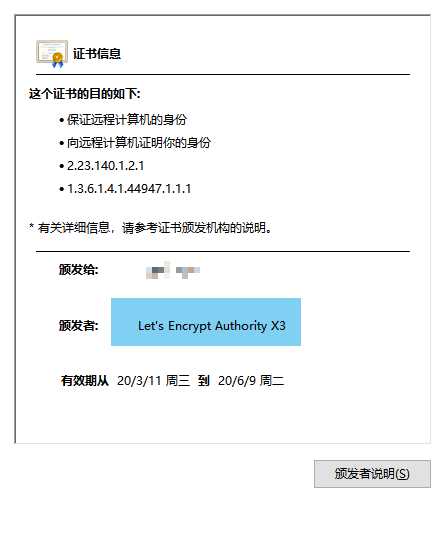 证书信息
这个证书的目的如下:
• 保证远程计算机的身份
• 向远程计算机证明你的身份
• 2.23.140.1.2.1
• 1.3.6.1.4.1.44947.1.1.1
* 有关详细信息，请参考证书颁发机构的说明。
颁发给:
颁发者: Let's Encrypt Authority X3
有效期从 20/3/11 周三 到 20/6/9 周二
颁发者说明(S)